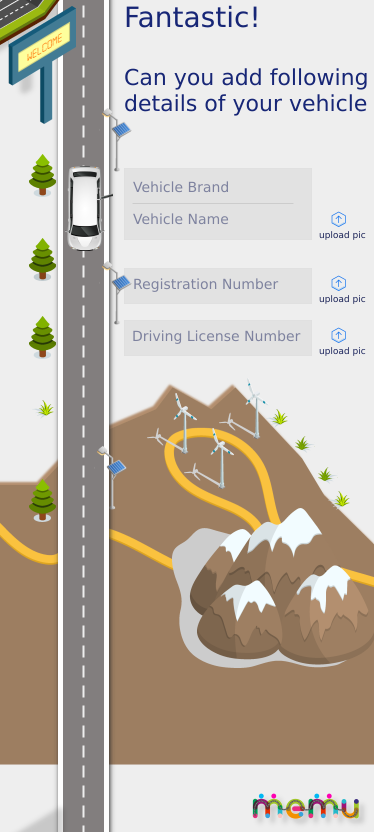 Fantastic!
WELCOME
Can you add following
details of your vehicle
Vehicle Brand
Vehicle Name
upload pic
Registration Number
upload pic
Driving License Number
upload pic
memu